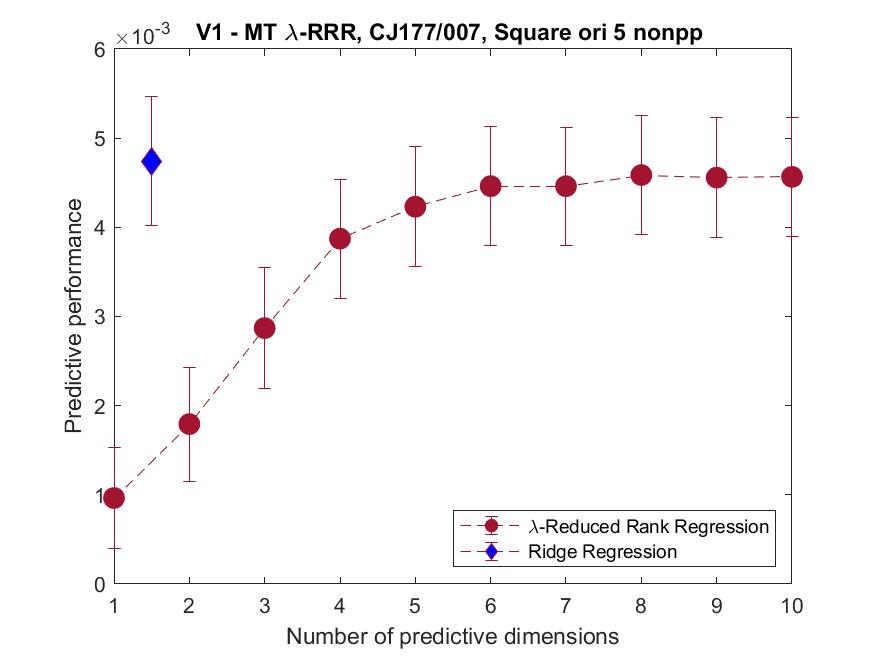 V1 - MT λ-RRR, CJ177/007, Square ori 5 nonpp
×10-3
6
5
4
3
2
1
0
Predictive performance
1 2 3 4 5 6 7 8 9 10
Number of predictive dimensions
λ-Reduced Rank Regression
Ridge Regression